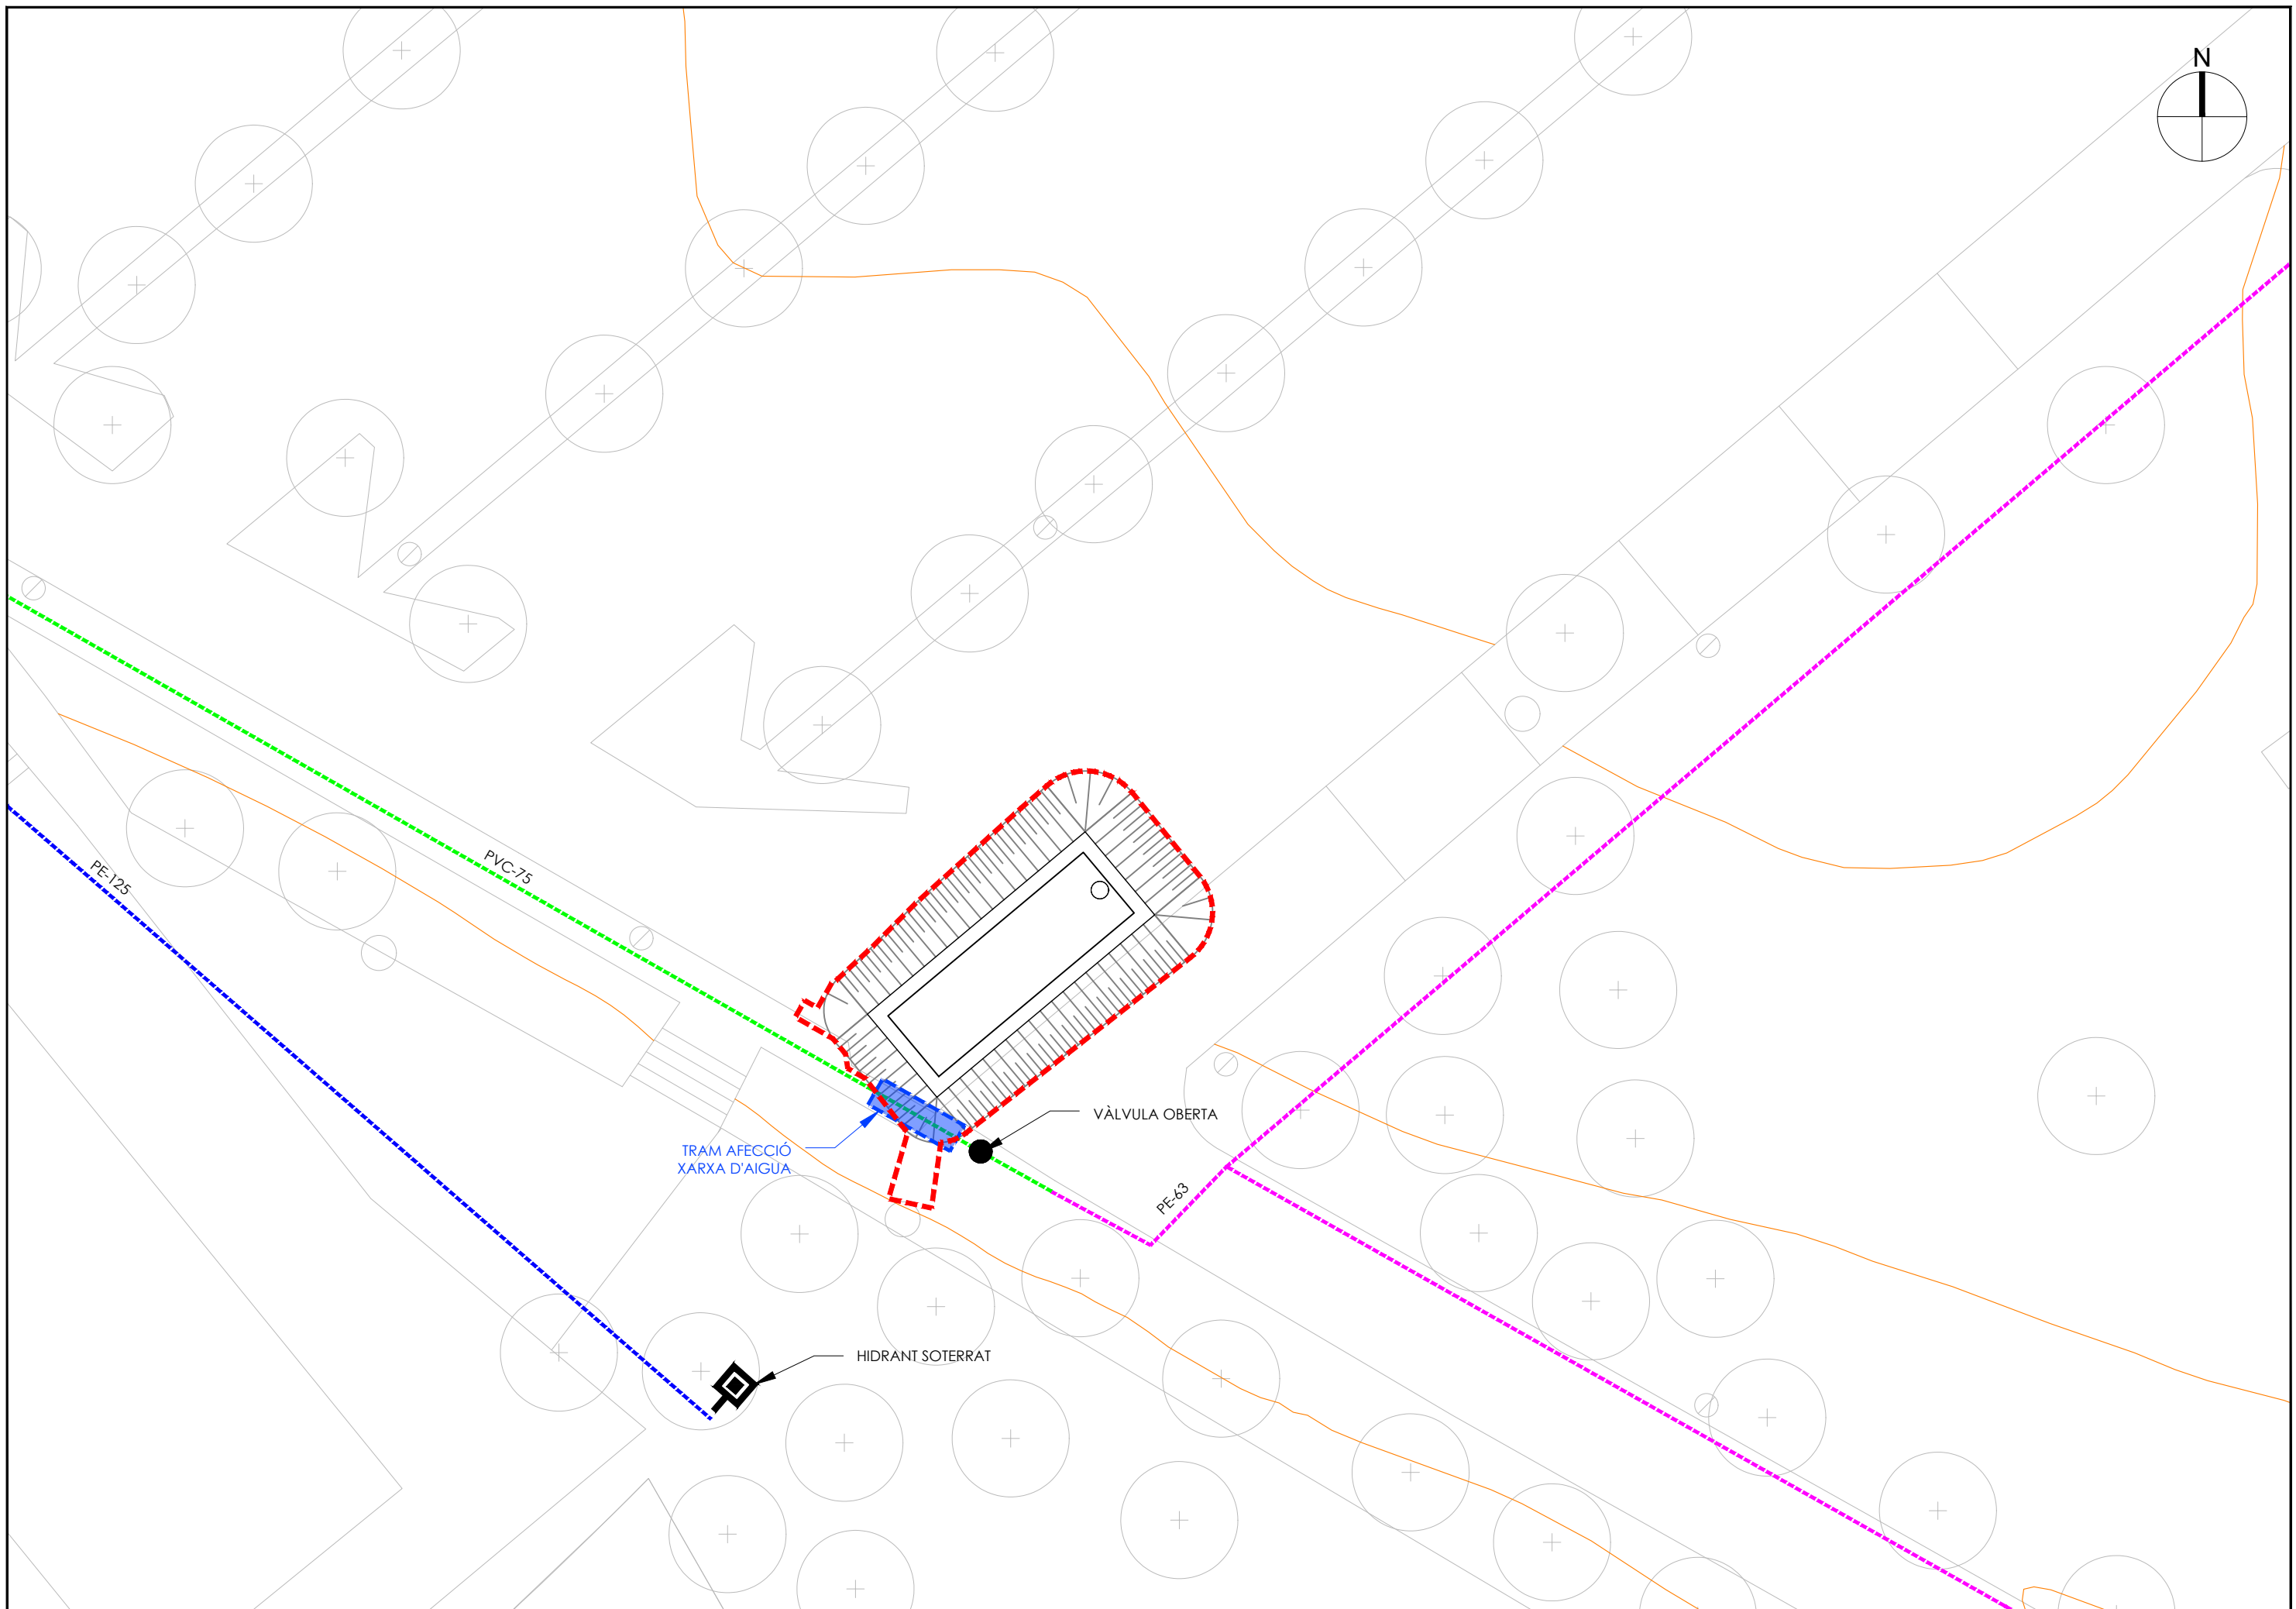 N
PVC-75
PE-125
VÀLVULA OBERTA
TRAM AFECCIÓ
XARXA D'AIGUA
PE-63
HIDRANT SOTERRAT